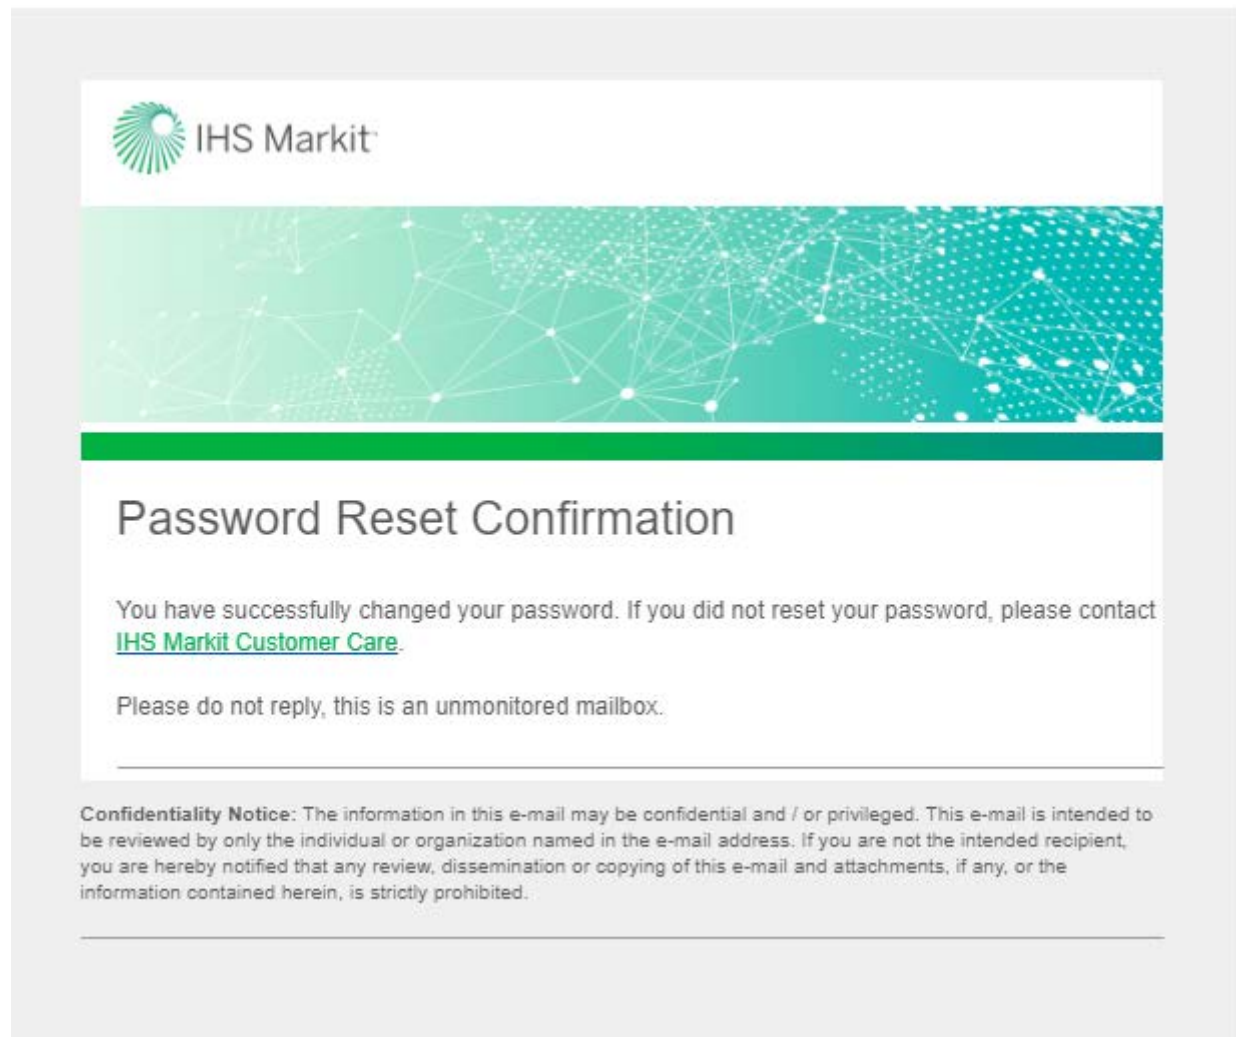 IHS Markit
Password Reset Confirmation
You have successfully changed your password. If you did not reset your password, please contact
IHS Markit Customer Care.
Please do not reply, this is an unmonitored mailbox.
Confidentiality Notice: The information in this e-mail may be confidential and / or privileged. This e-mail is intended to
be reviewed by only the individual or organization named in the e-mail address. If you are not the intended recipient,
you are hereby notified that any review, dissemination or copying of this e-mail and attachments, if any, or the
information contained herein, is strictly prohibited.